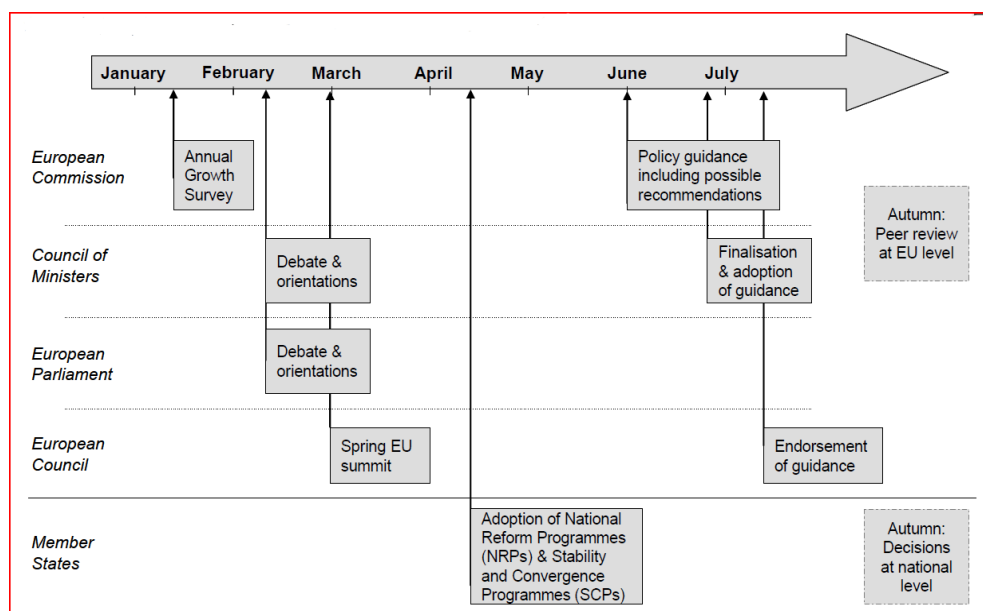 January February March April May June July
European
Commission
Annual
Growth
Survey
Policy guidance
including possible
recommendations
Autumn:
Peer review
at EU level
Council of
Ministers
Debate &
orientations
Finalisation
& adoption
of guidance
European
Parliament
Debate &
orientations
European
Council
Spring EU
summit
Endorsement
of guidance
Member
States
Adoption of National
Reform Programmes
(NRPs) & Stability
and Convergence
Programmes (SCPs)
Autumn:
Decisions
at national
level